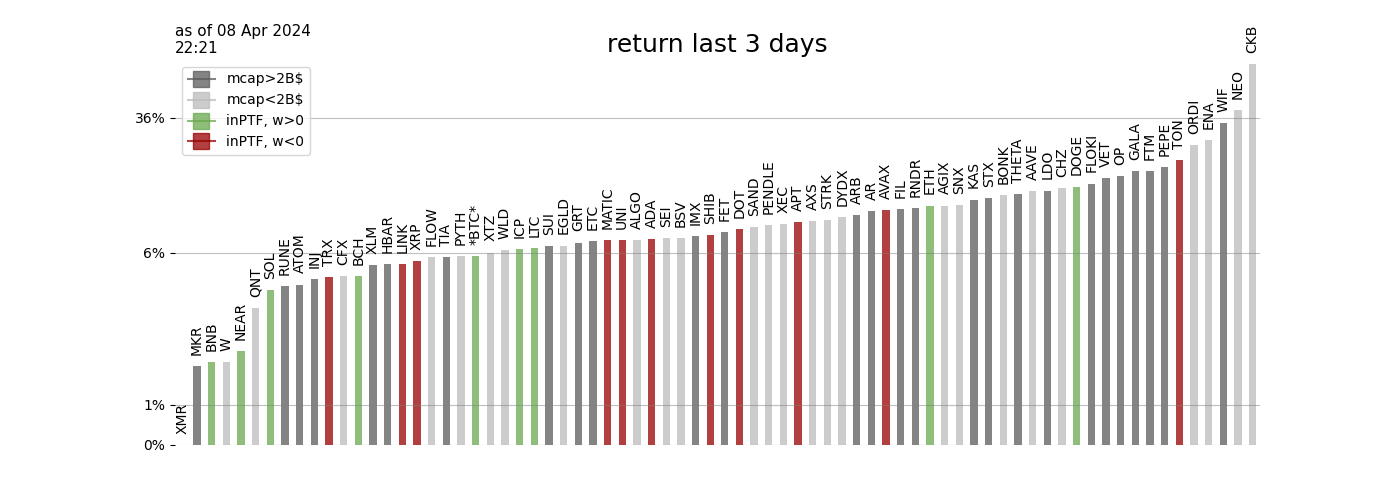 as of 08 Apr 2024
22:21
return last 3 days
mcap>2B$
mcap<2B$
inPTF, w>0
inPTF, w<0
36%
6%
1%
0%
XMR
MKR
BNB
W
NEAR
QNT
SOL
RUNE
ATOM
INJ
TRX
CFX
BCH
XLM
HBAR
LINK
XRP
FLOW
TIA
PYTH
*BTC*
XTZ
WLD
ICP
LTC
SUI
EGLD
GRT
ETC
MATIC
UNI
ALGO
ADA
SEI
BSV
IMX
SHIB
FET
DOT
SAND
PENDLE
XEC
APT
AXS
STRK
DYDX
ARB
AR
AVAX
FIL
RNDR
ETH
AGIX
SNX
KAS
STX
BONK
THETA
AAVE
LDO
CHZ
DOGE
FLOKI
VET
OP
GALA
FTM
PEPE
TON
ORDI
ENA
WIF
NEO
CKB